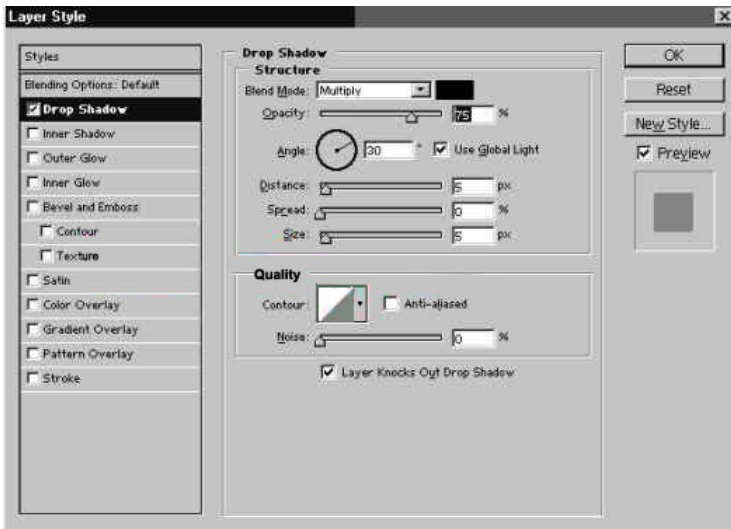 Layer Style
Styles
Blending Options: Default
Drop Shadow
Inner Shadow
Outer Glow
Inner Glow
Bevel and Emboss
Contour
Texture
Satin
Color Overlay
Gradient Overlay
Pattern Overlay
Stroke
Drop Shadow
Structure
Blend Mode: Multiply
Opacity: 75 %
Angle: 30 ° Use Global Light
Distance: 5 px
Spread: 0 %
Size: 5 px
Quality
Contour: Anti-aliased
Noise: 0 %
Layer Knocks Out Drop Shadow
OK
Reset
New Style...
Preview